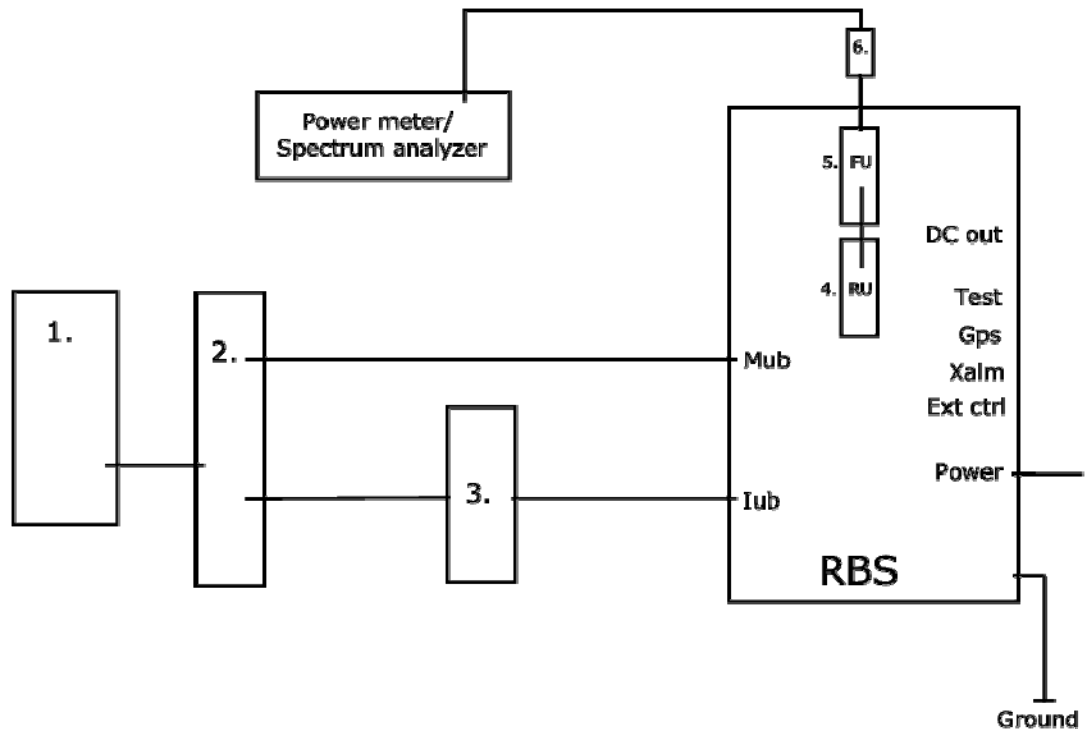 6.
Power meter/
Spectrum analyzer
5. FU
DC out
4. RU
Test
Gps
Xalm
Ext ctrl
1.
2.
Mub
3.
Power
Iub
RBS
Ground